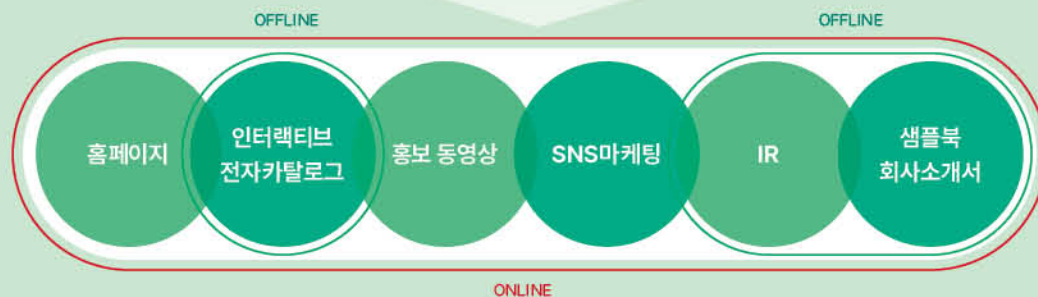 OFFLINE
OFFLINE
홈페이지
인터랙티브
전자카탈로그
홍보 동영상
SNS마케팅
IR
샘플북
회사소개서
ONLINE